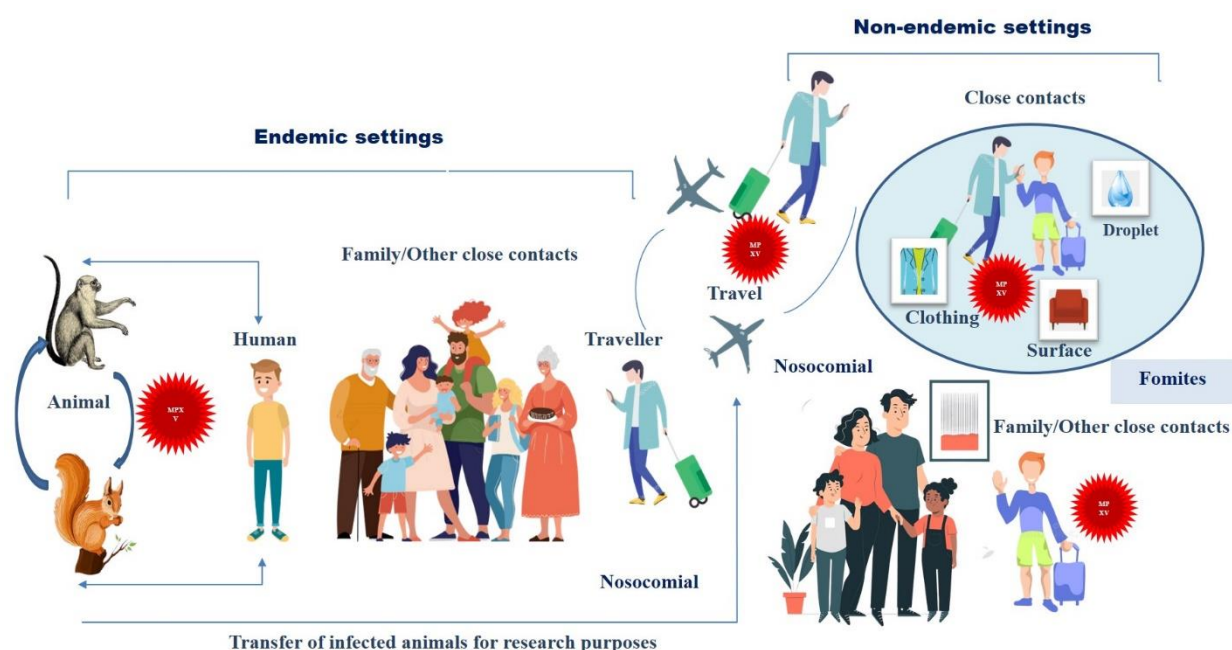 Non-endemic settings
Endemic settings
Close contacts
Droplet
Clothing
Surface
Fomites
MP
XV
Travel
MP
XV
Family/Other close contacts
Human
Traveller
Nosocomial
Animal
MPX
V
Family/Other close contacts
MP
XV
Nosocomial
Transfer of infected animals for research purposes